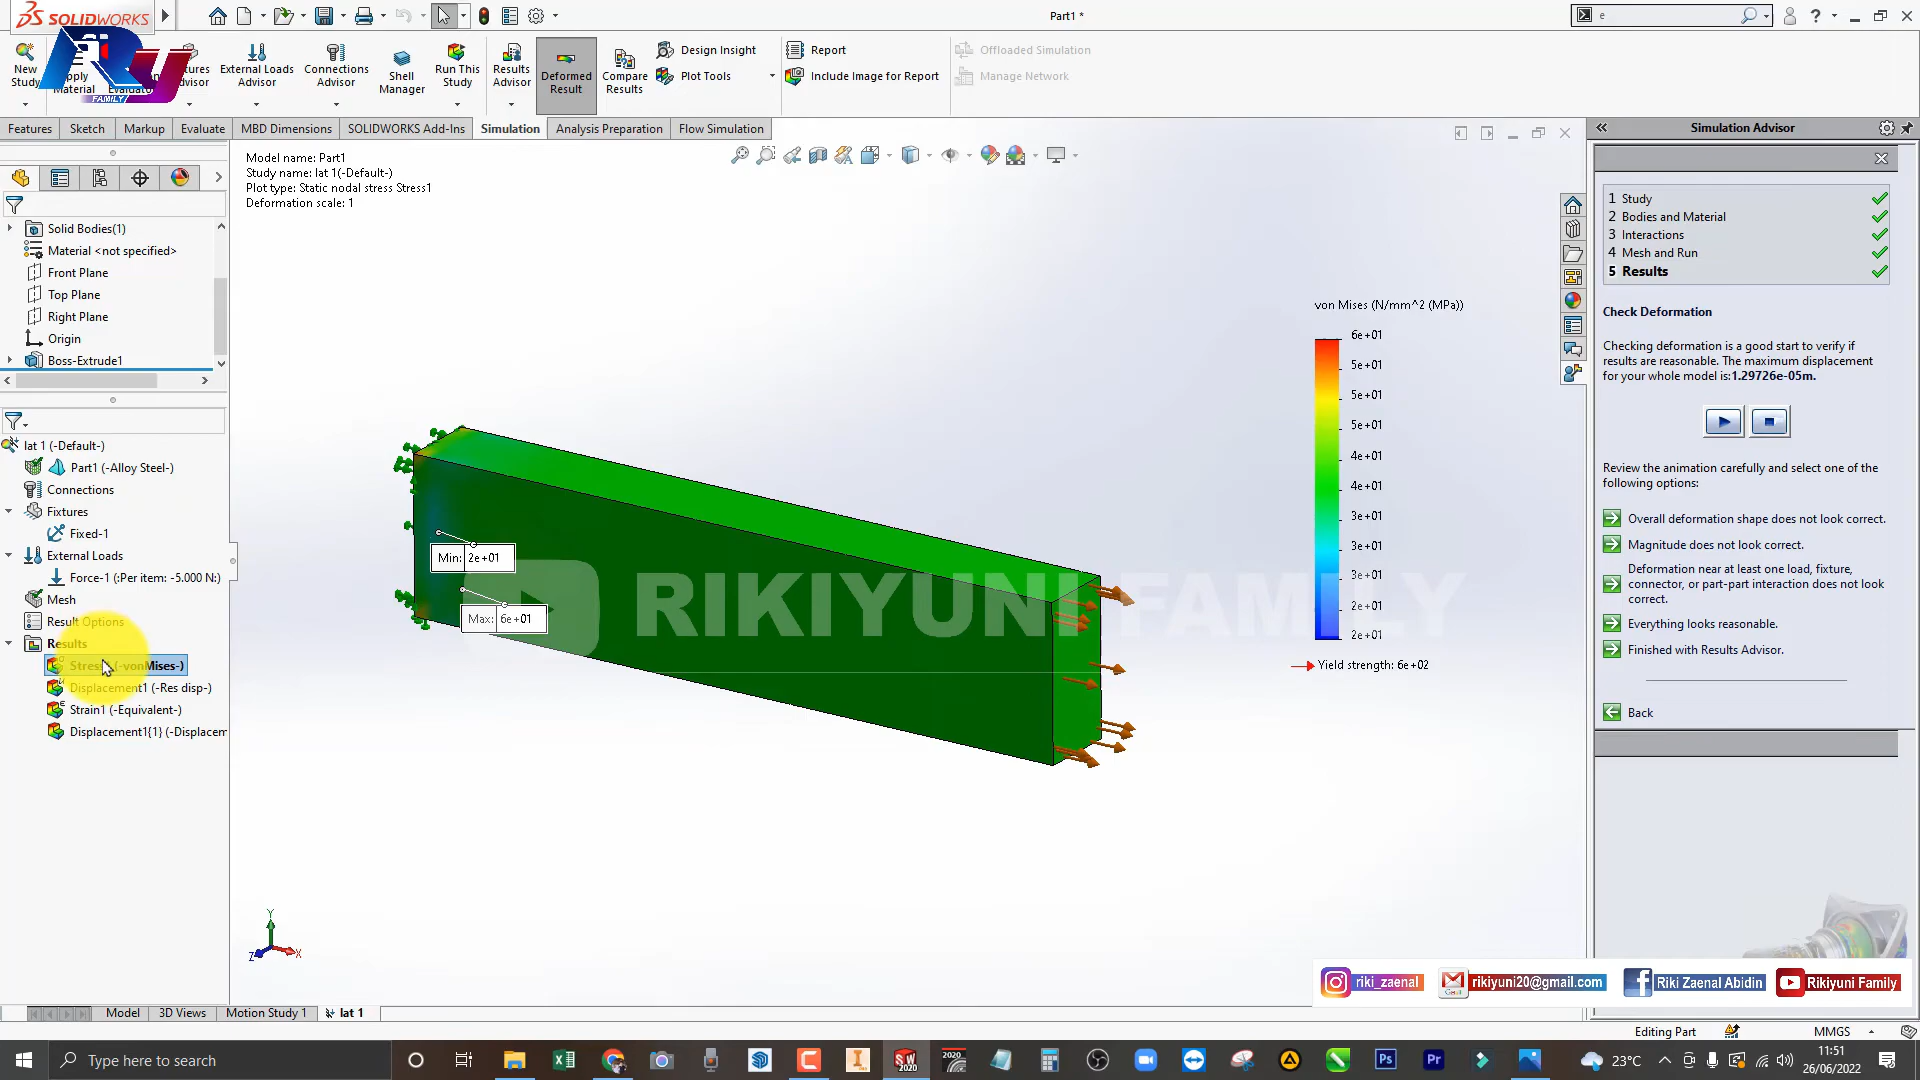 SOLIDWORKS
Part1 *
e
New Study
Apply Material
External Loads Advisor
Connections Advisor
Shell Manager
Run This Study
Results Advisor
Deformed Result
Compare Results
Design Insight
Plot Tools
Report
Include Image for Report
Offloaded Simulation
Manage Network
RY
FAMILY
Features
Sketch
Markup
Evaluate
MBD Dimensions
SOLIDWORKS Add-Ins
Simulation
Analysis Preparation
Flow Simulation
Solid Bodies(1)
Material <not specified>
Front Plane
Top Plane
Right Plane
Origin
Boss-Extrude1
lat 1 (-Default-)
Part1 (-Alloy Steel-)
Connections
Fixtures
Fixed-1
External Loads
Force-1 (:Per item: -5.000 N:)
Mesh
Result Options
Results
(-vonMises-)
Displacement1 (-Res disp-)
Strain1 (-Equivalent-)
Displacement1{1} (-Displacem
Model name: Part1
Study name: lat 1(-Default-)
Plot type: Static nodal stress Stress1
Deformation scale: 1
Min: 2e+01
Max: 6e+01
RIKIYUNI FAMILY
von Mises (N/mm^2 (MPa))
6e+01
5e+01
5e+01
5e+01
4e+01
4e+01
3e+01
3e+01
3e+01
2e+01
2e+01
Yield strength: 6e+02
Y
Z
X
Simulation Advisor
1 Study
2 Bodies and Material
3 Interactions
4 Mesh and Run
5 Results
Check Deformation
Checking deformation is a good start to verify if
results are reasonable. The maximum displacement
for your whole model is:1.29726e-05m.
Review the animation carefully and select one of the
following options:
Overall deformation shape does not look correct.
Magnitude does not look correct.
Deformation near at least one load, fixture,
connector, or part-part interaction does not look
correct.
Everything looks reasonable.
Finished with Results Advisor.
Back
riki_zaenal
rikiyuni20@gmail.com
Riki Zaenal Abidin
Rikiyuni Family
Model
3D Views
Motion Study 1
lat 1
Editing Part
MMGS
Type here to search
23°C
11:51
26/06/2022